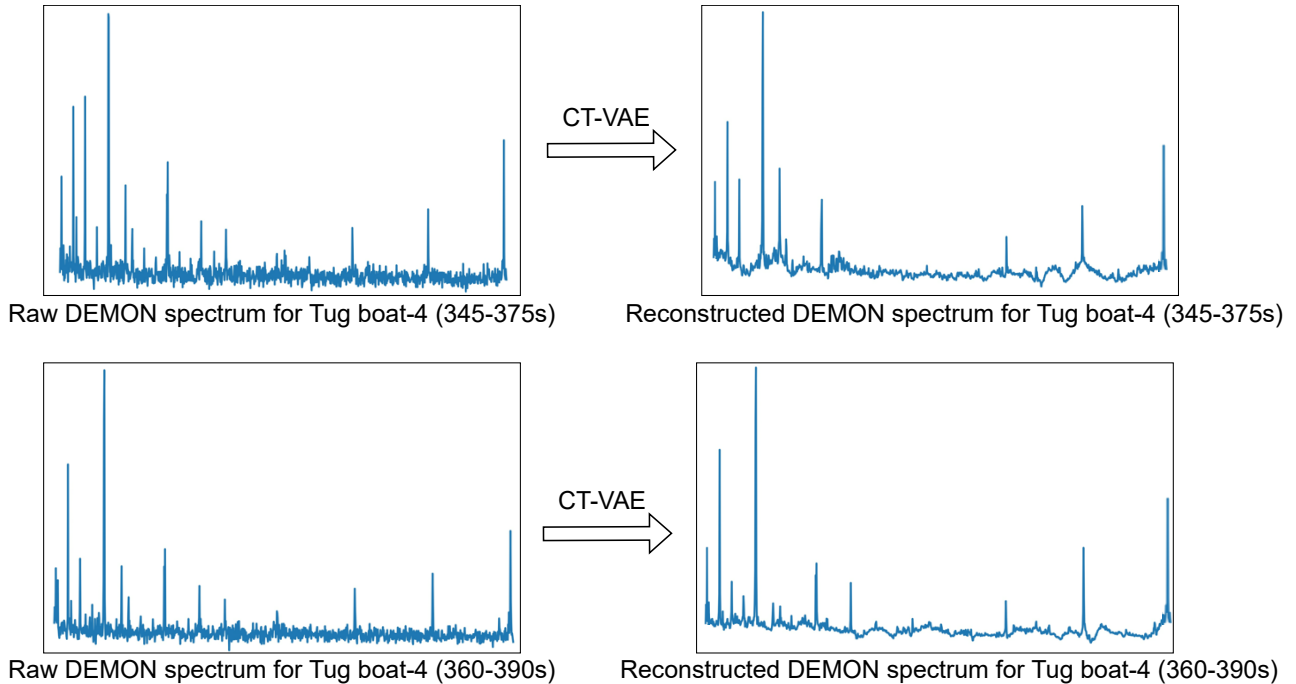 CT-VAE
Raw DEMON spectrum for Tug boat-4 (345-375s)
Reconstructed DEMON spectrum for Tug boat-4 (345-375s)
CT-VAE
Raw DEMON spectrum for Tug boat-4 (360-390s)
Reconstructed DEMON spectrum for Tug boat-4 (360-390s)